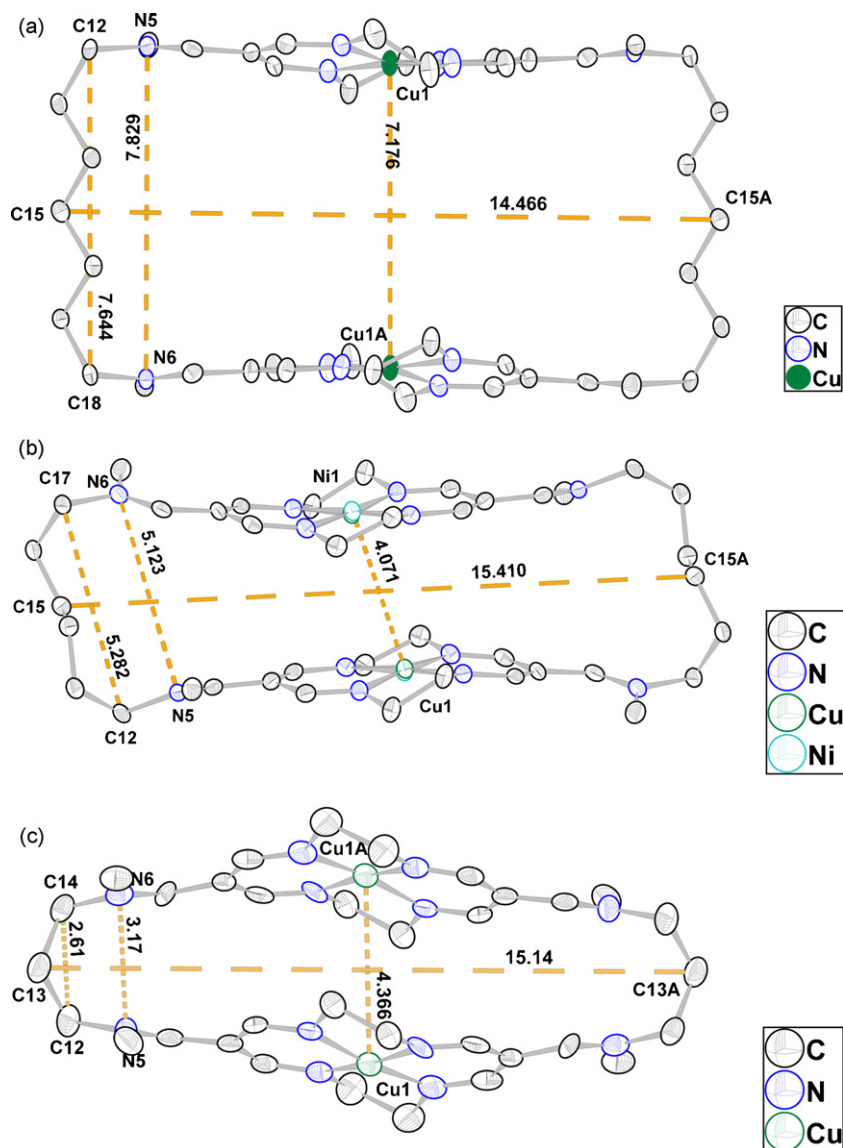 (a)
C12
N5
Cu1
7.829
7.176
C15
14.466
C15A
7.644
Cu1A
N6
C18
C
N
Cu
(b)
C17
N6
Ni1
5.123
4.071
15.410
C15A
C15
5.282
N5
C12
Cu1
C
N
Cu
Ni
(c)
Cu1A
C14
N6
2.61
3.17
15.14
C13
4.366
C13A
C12
N5
Cu1
C
N
Cu